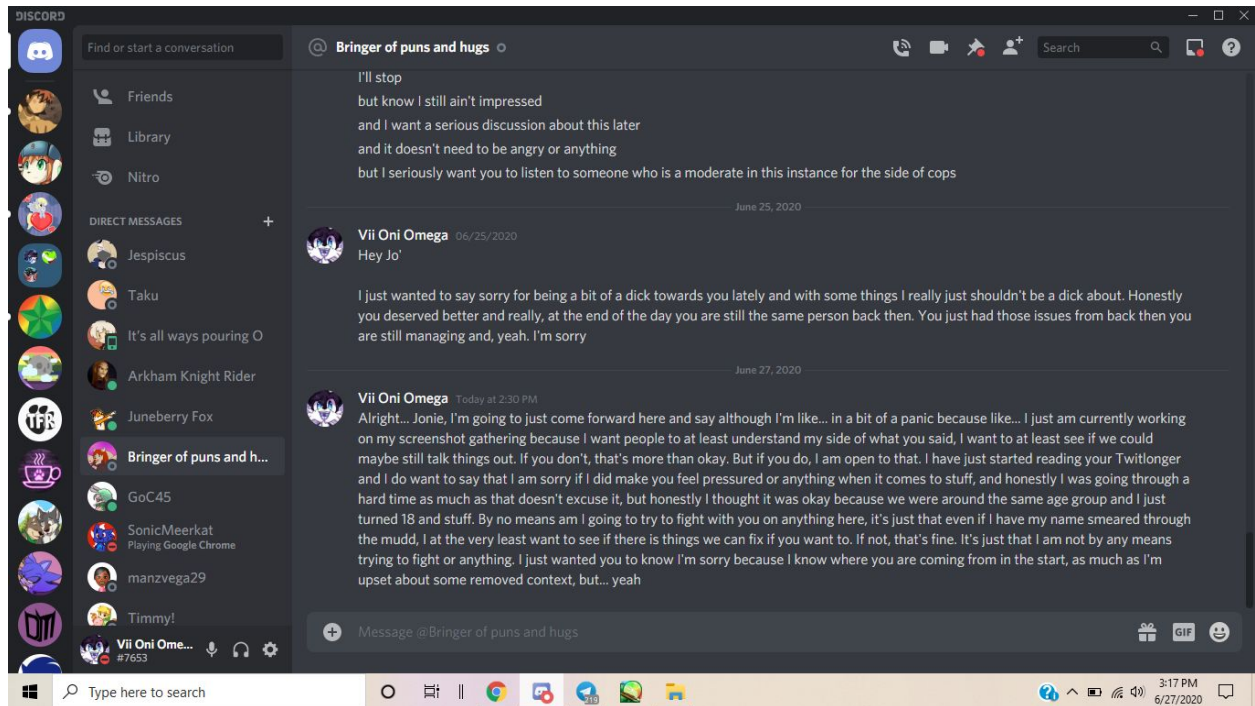 DISCORD
Find or start a conversation
Bringer of puns and hugs
Search
Friends
Library
Nitro
DIRECT MESSAGES
Jespiscus
Taku
It's all ways pouring O
Arkham Knight Rider
Juneberry Fox
Bringer of puns and h...
GoC45
SonicMeerkat
Playing Google Chrome
manzvega29
Timmy!
Vii Oni Ome...
#7653
I'll stop
but know I still ain't impressed
and I want a serious discussion about this later
and it doesn't need to be angry or anything
but I seriously want you to listen to someone who is a moderate in this instance for the side of cops
June 25, 2020
Vii Oni Omega 06/25/2020
Hey Jo'
I just wanted to say sorry for being a bit of a dick towards you lately and with some things I really just shouldn't be a dick about. Honestly
you deserved better and really, at the end of the day you are still the same person back then. You just had those issues from back then you
are still managing and, yeah. I'm sorry
June 27, 2020
Vii Oni Omega Today at 2:30 PM
Alright... Jonie, I'm going to just come forward here and say although I'm like... in a bit of a panic because like... I just am currently working
on my screenshot gathering because I want people to at least understand my side of what you said, I want to at least see if we could
maybe still talk things out. If you don't, that's more than okay. But if you do, I am open to that. I have just started reading your Twitlonger
and I do want to say that I am sorry if I did make you feel pressured or anything when it comes to stuff, and honestly I was going through a
hard time as much as that doesn't excuse it, but honestly I thought it was okay because we were around the same age group and I just
turned 18 and stuff. By no means am I going to try to fight with you on anything here, it's just that even if I have my name smeared through
the mudd, I at the very least want to see if there is things we can fix if you want to. If not, that's fine. It's just that I am not by any means
trying to fight or anything. I just wanted you to know I'm sorry because I know where you are coming from in the start, as much as I'm
upset about some removed context, but... yeah
Message @Bringer of puns and hugs
GIF
TFR
Type here to search
219
3:17 PM
6/27/2020